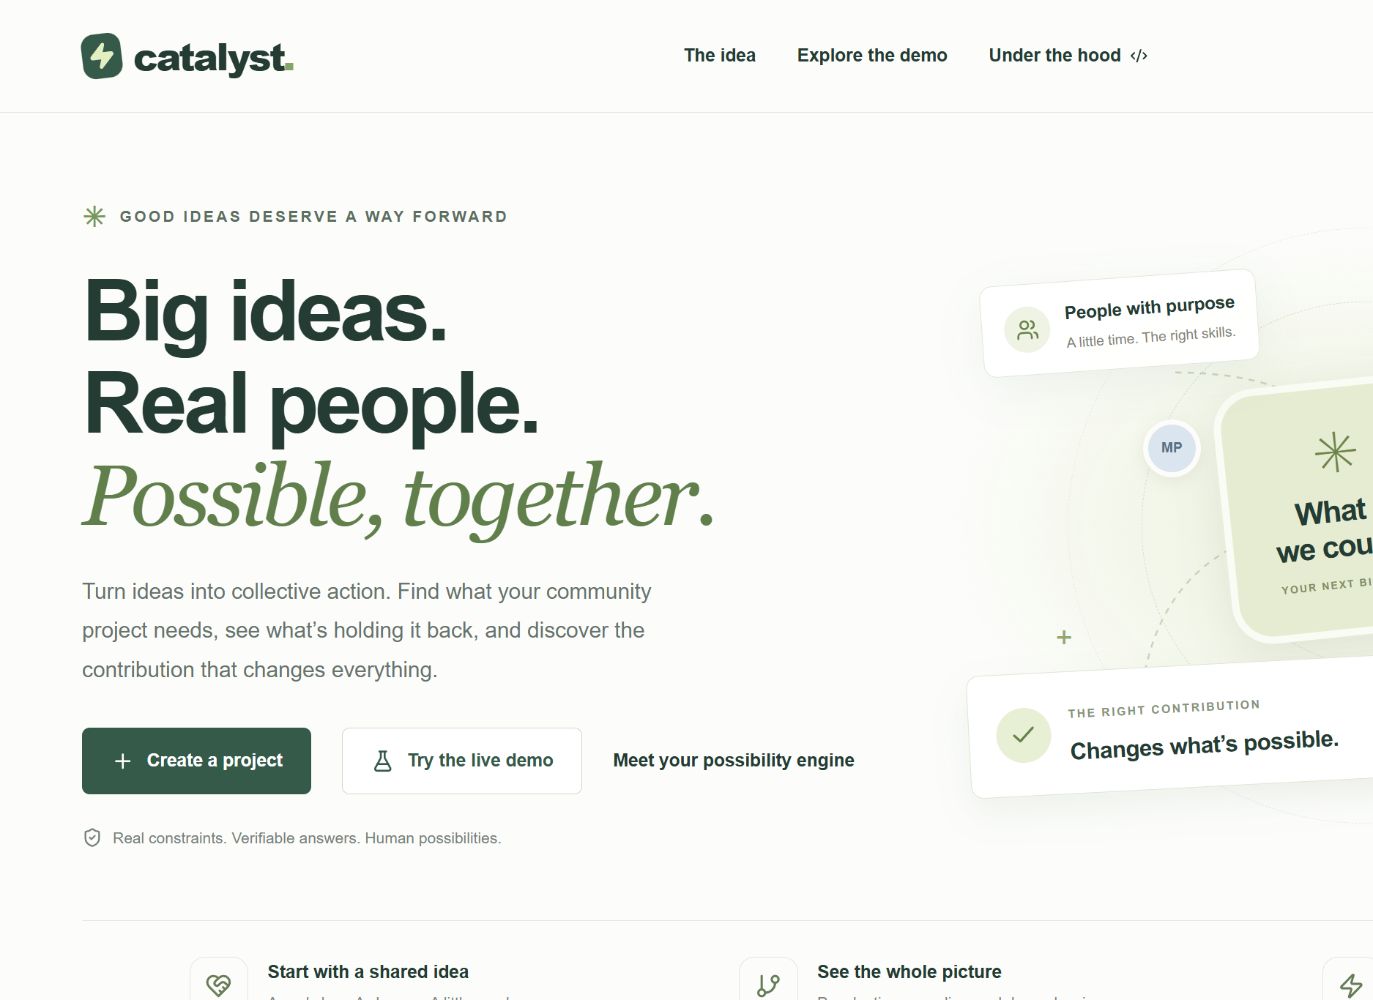 catalyst.
The idea
Explore the demo
Under the hood </>
GOOD IDEAS DESERVE A WAY FORWARD
Big ideas.
Real people.
Possible, together.
Turn ideas into collective action. Find what your community
project needs, see what’s holding it back, and discover the
contribution that changes everything.
Create a project
Try the live demo
Meet your possibility engine
Real constraints. Verifiable answers. Human possibilities.
People with purpose
A little time. The right skills.
MP
What
we cou
YOUR NEXT BI
THE RIGHT CONTRIBUTION
Changes what’s possible.
Start with a shared idea
See the whole picture